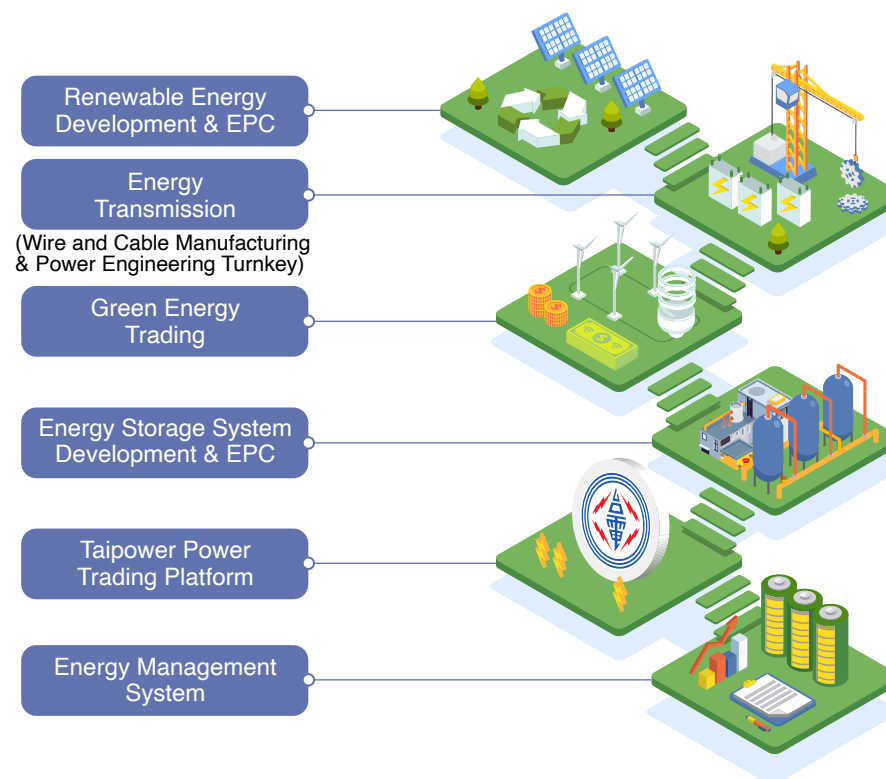 Renewable Energy
Development & EPC
Energy
Transmission
(Wire and Cable Manufacturing
& Power Engineering Turnkey)
Green Energy
Trading
Energy Storage System
Development & EPC
Taipower Power
Trading Platform
Energy Management
System